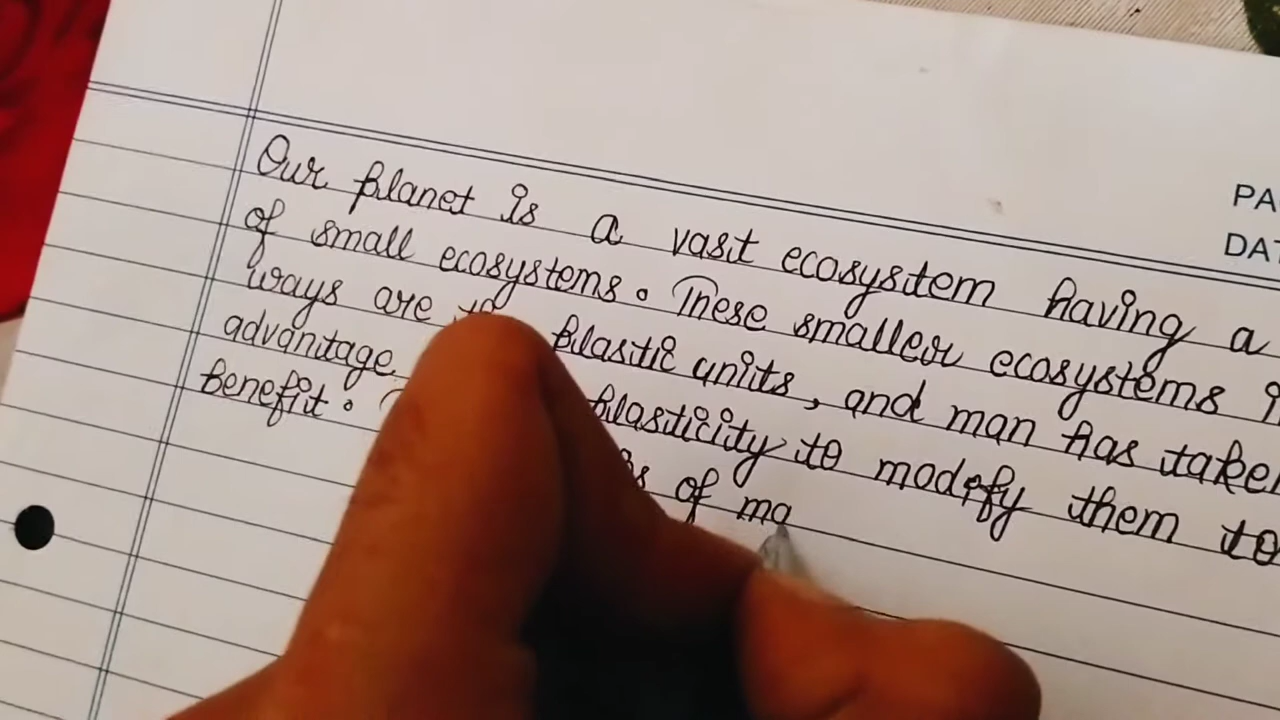 PA
DAT
Our planet is a vast ecosystem having a
of small ecosystems. These smaller ecosystems
ways are plastic units, and man has taken
advantage plasticity to modify them to
benefit. of ma